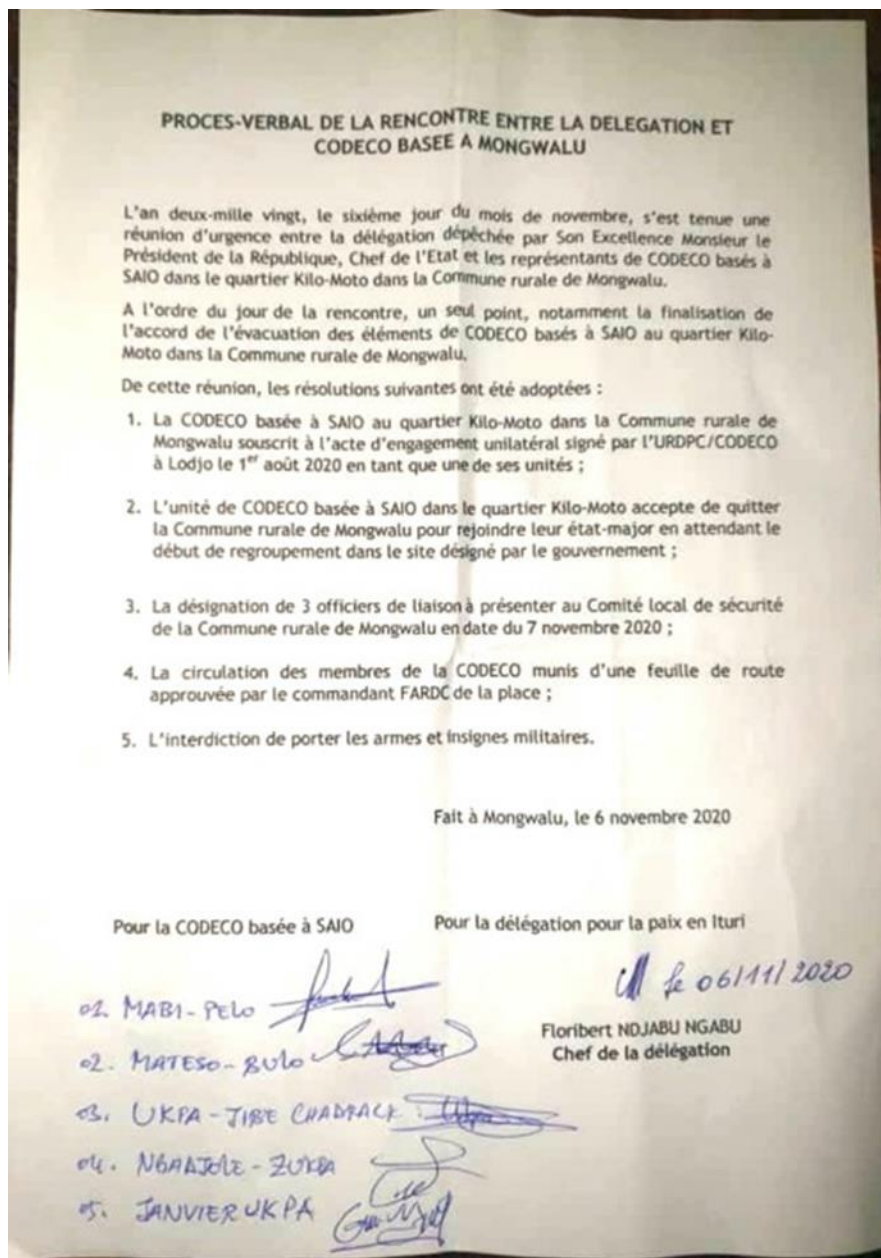 PROCES-VERBAL DE LA RENCONTRE ENTRE LA DELEGATION ET
CODECO BASEE A MONGWALU
L'an deux-mille vingt, le sixième jour du mois de novembre, s'est tenue une
réunion d'urgence entre la délégation dépêchée par Son Excellence Monsieur le
Président de la République, Chef de l'Etat et les représentants de CODECO basés à
SAIO dans le quartier Kilo-Moto dans la Commune rurale de Mongwalu.
A l'ordre du jour de la rencontre, un seul point, notamment la finalisation de
l'accord de l'évacuation des éléments de CODECO basés à SAIO au quartier Kilo-
Moto dans la Commune rurale de Mongwalu.
De cette réunion, les résolutions suivantes ont été adoptées :
1. La CODECO basée à SAIO au quartier Kilo-Moto dans la Commune rurale de
Mongwalu souscrit à l'acte d'engagement unilatéral signé par l'URDPC/CODECO
à Lodjo le 1er août 2020 en tant que une de ses unités ;
2. L'unité de CODECO basée à SAIO dans le quartier Kilo-Moto accepte de quitter
la Commune rurale de Mongwalu pour rejoindre leur état-major en attendant le
début de regroupement dans le site désigné par le gouvernement ;
3. La désignation de 3 officiers de liaison à présenter au Comité local de sécurité
de la Commune rurale de Mongwalu en date du 7 novembre 2020 ;
4. La circulation des membres de la CODECO munis d'une feuille de route
approuvée par le commandant FARDC de la place ;
5. L'interdiction de porter les armes et insignes militaires.
Fait à Mongwalu, le 6 novembre 2020
Pour la CODECO basée à SAIO
Pour la délégation pour la paix en Ituri
le 06/11/2020
Floribert NDJABU NGABU
Chef de la délégation
01. MABI-PELO
02. MATESO-BULO
03. UKPA-JIBE
04. ZUKPA
05. JANVIER UKPA